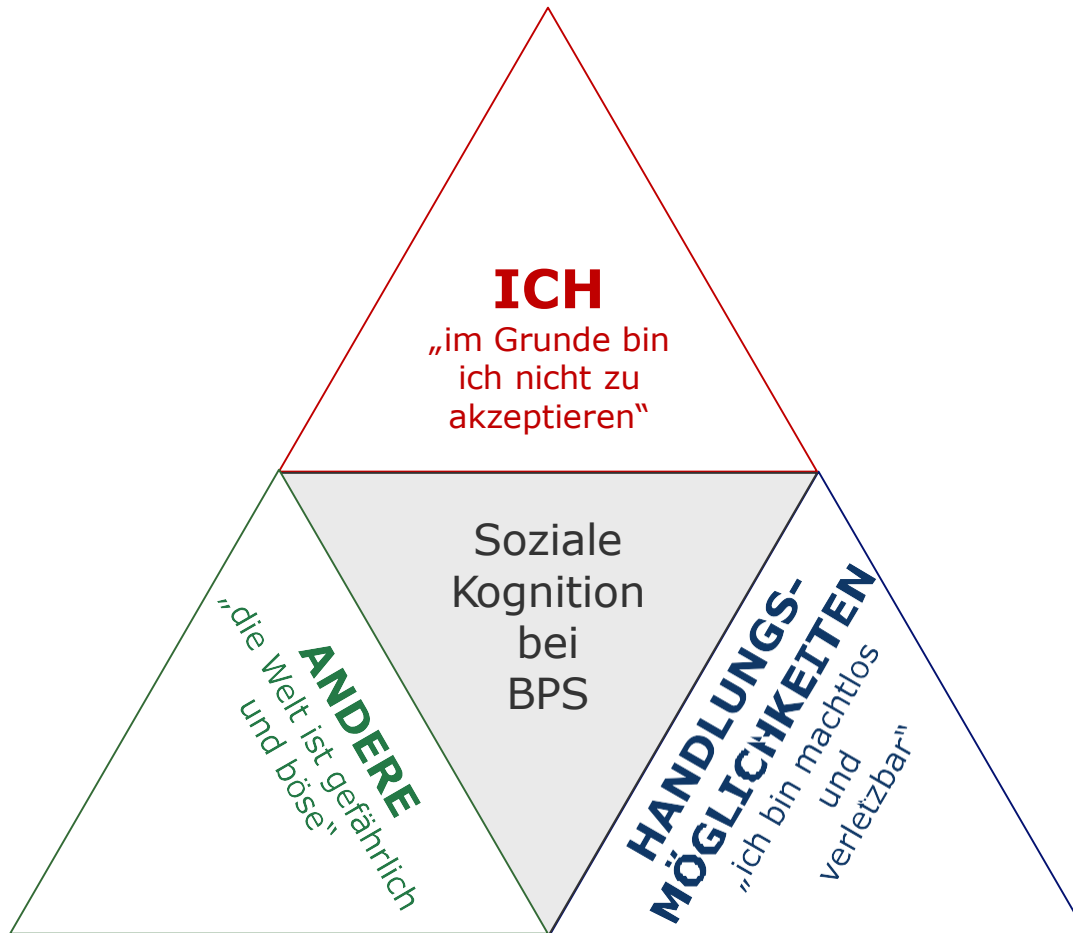 ICH
„im Grunde bin
ich nicht zu
akzeptieren“
Soziale
Kognition
bei
BPS
ANDERE
„die Welt ist gefährlich
und böse“
HANDLUNGS-
MÖGLICHKEITEN
„ich bin machtlos
und
verletzbar“